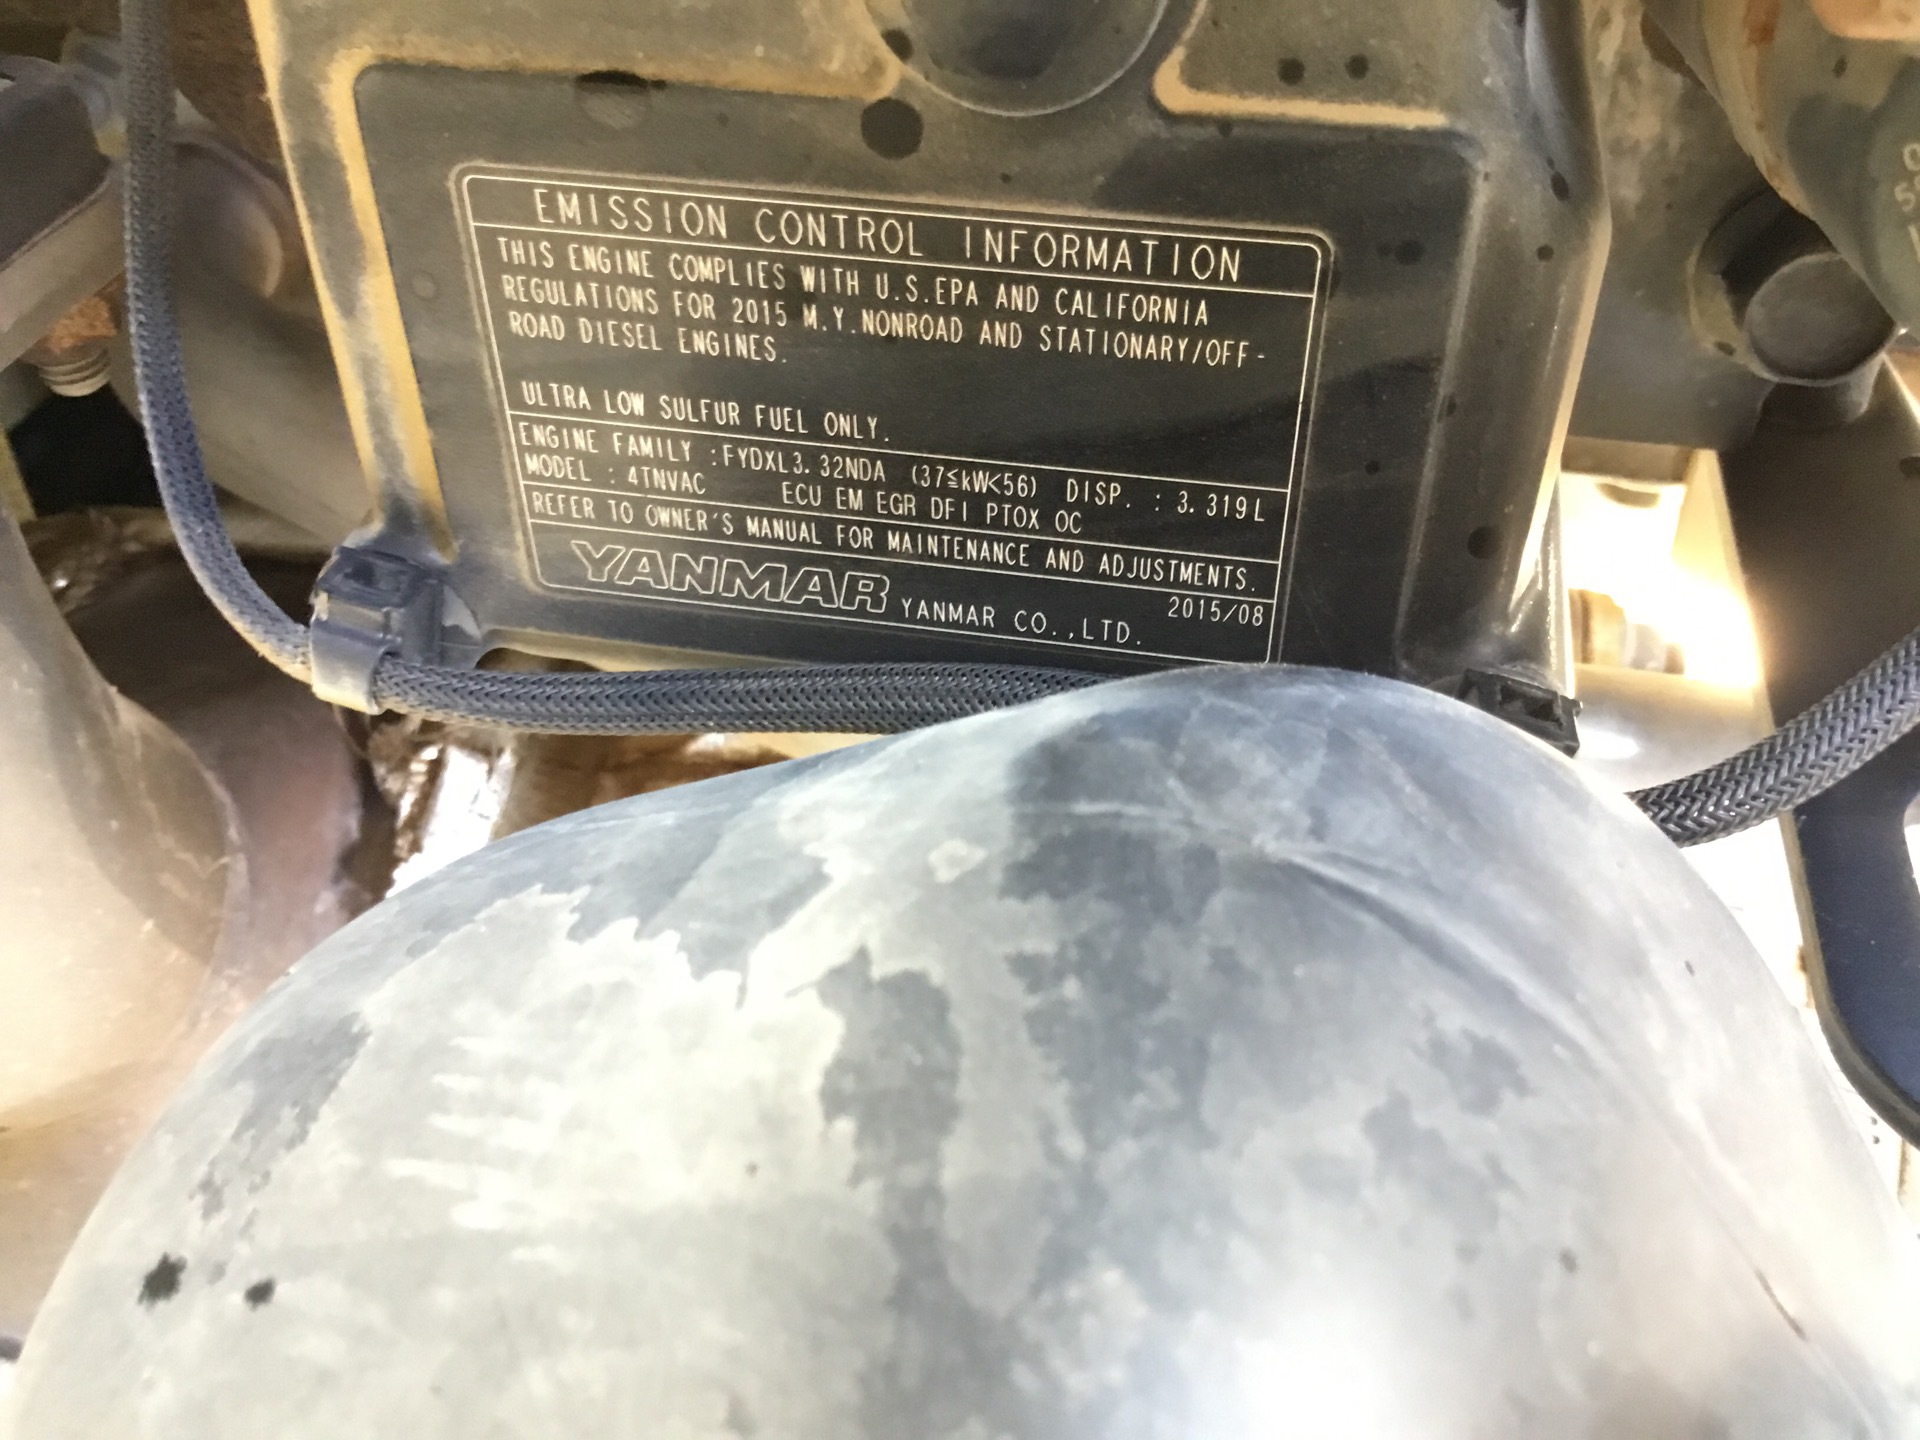 EMISSION CONTROL INFORMATION
THIS ENGINE COMPLIES WITH U.S.EPA AND CALIFORNIA
REGULATIONS FOR 2015 M.Y.NONROAD AND STATIONARY/OFF-
ROAD DIESEL ENGINES.
ULTRA LOW SULFUR FUEL ONLY.
ENGINE FAMILY :FYDXL3.32NDA (37≦kW<56) DISP. : 3.319L
MODEL : 4TNVAC ECU EM EGR DFI PTOX OC
REFER TO OWNER'S MANUAL FOR MAINTENANCE AND ADJUSTMENTS.
YANMAR YANMAR CO.,LTD. 2015/08